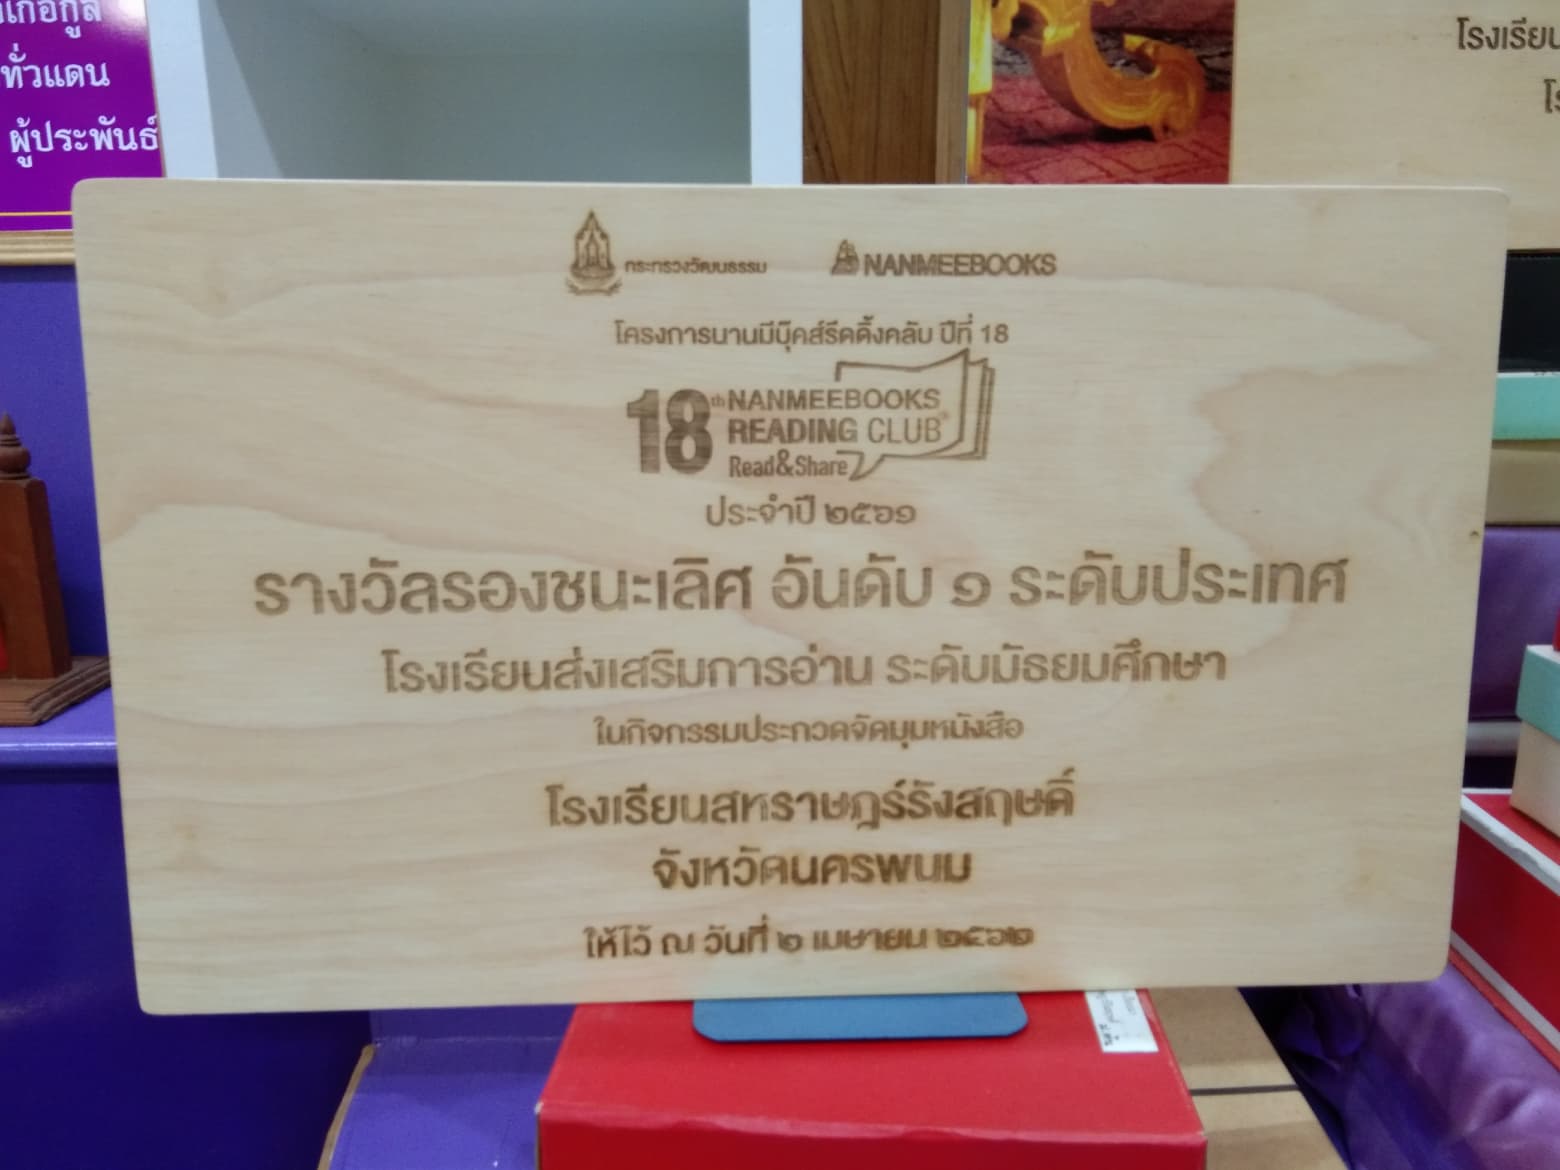 เกื้อกูล
ทั่วแดน
ผู้ประพันธ์
โรงเรียน
กระทรวงวัฒนธรรม
NANMEEBOOKS
โครงการนานมีบุ๊คส์รีดดิ้งคลับ ปีที่ 18
18th NANMEEBOOKS
READING CLUB®
Read&Share
ประจำปี ๒๕๖๑
รางวัลรองชนะเลิศ อันดับ ๑ ระดับประเทศ
โรงเรียนส่งเสริมการอ่าน ระดับมัธยมศึกษา
ในกิจกรรมประกวดจัดมุมหนังสือ
โรงเรียนสหราษฎร์รังสฤษดิ์
จังหวัดนครพนม
ให้ไว้ ณ วันที่ ๒ เมษายน ๒๕๖๒